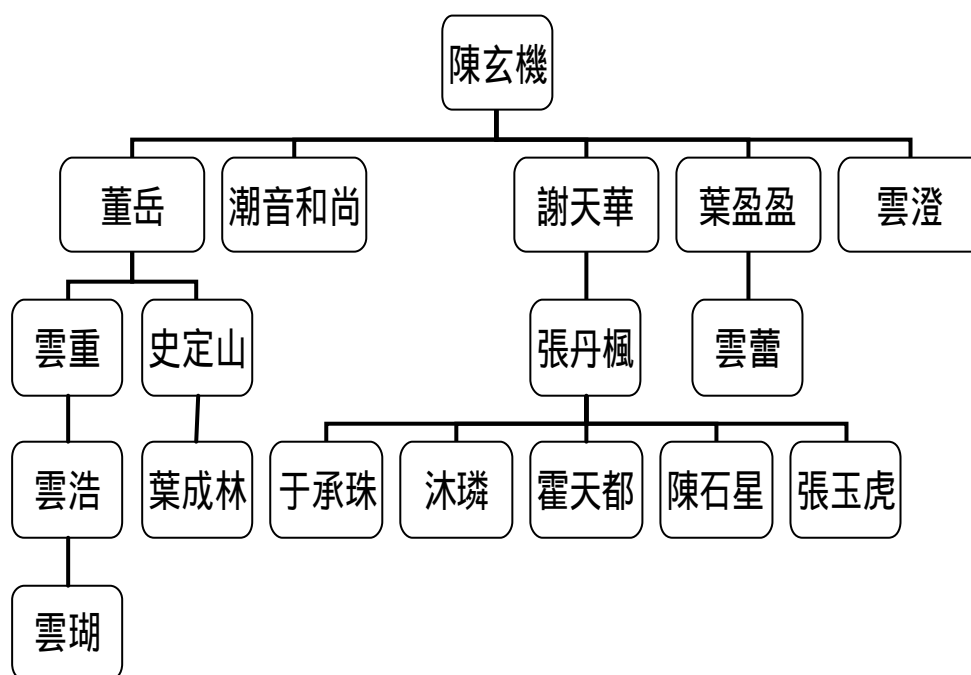 陳玄機
董岳
潮音和尚
謝天華
葉盈盈
雲澄
雲重
史定山
張丹楓
雲蕾
雲浩
葉成林
于承珠
沐璘
霍天都
陳石星
張玉虎
雲瑚